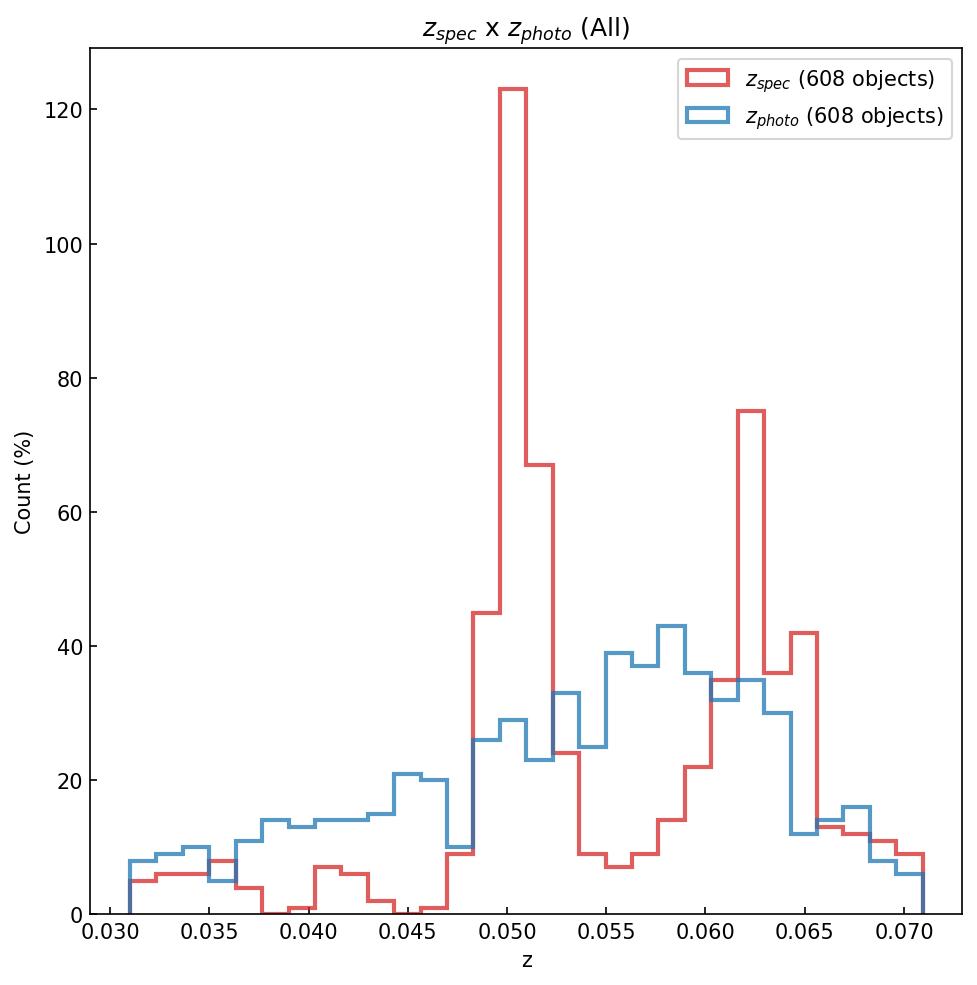 z_spec x z_photo (All)
z_spec (608 objects)
z_photo (608 objects)
Count (%)
120
100
80
60
40
20
0
0.030 0.035 0.040 0.045 0.050 0.055 0.060 0.065 0.070
z